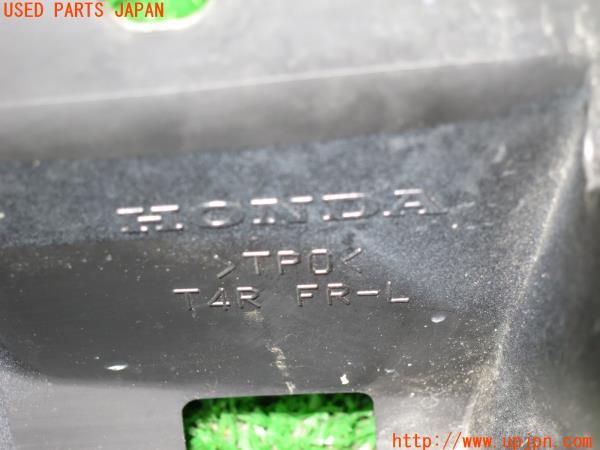 USED PARTS JAPAN
HONDA
>TPO<
T4R FR-L
http://www.upjpn.com